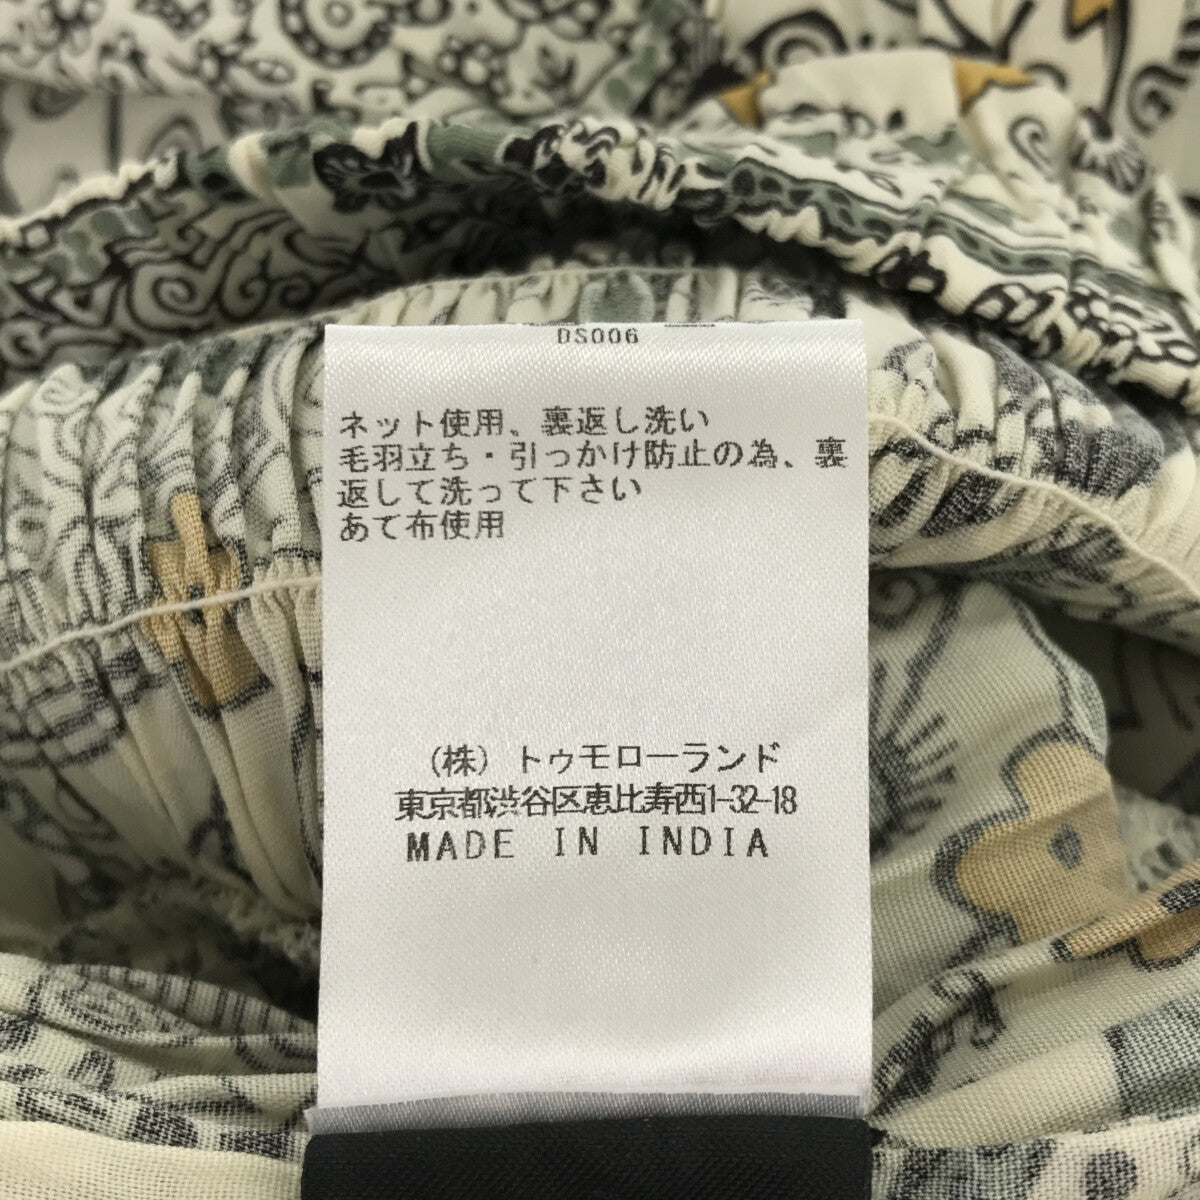 DS006
ネット使用、裏返し洗い
毛羽立ち・引っかけ防止の為、裏
返して洗って下さい
あて布使用
(株)トゥモローランド
東京都渋谷区恵比寿西1-32-18
MADE IN INDIA